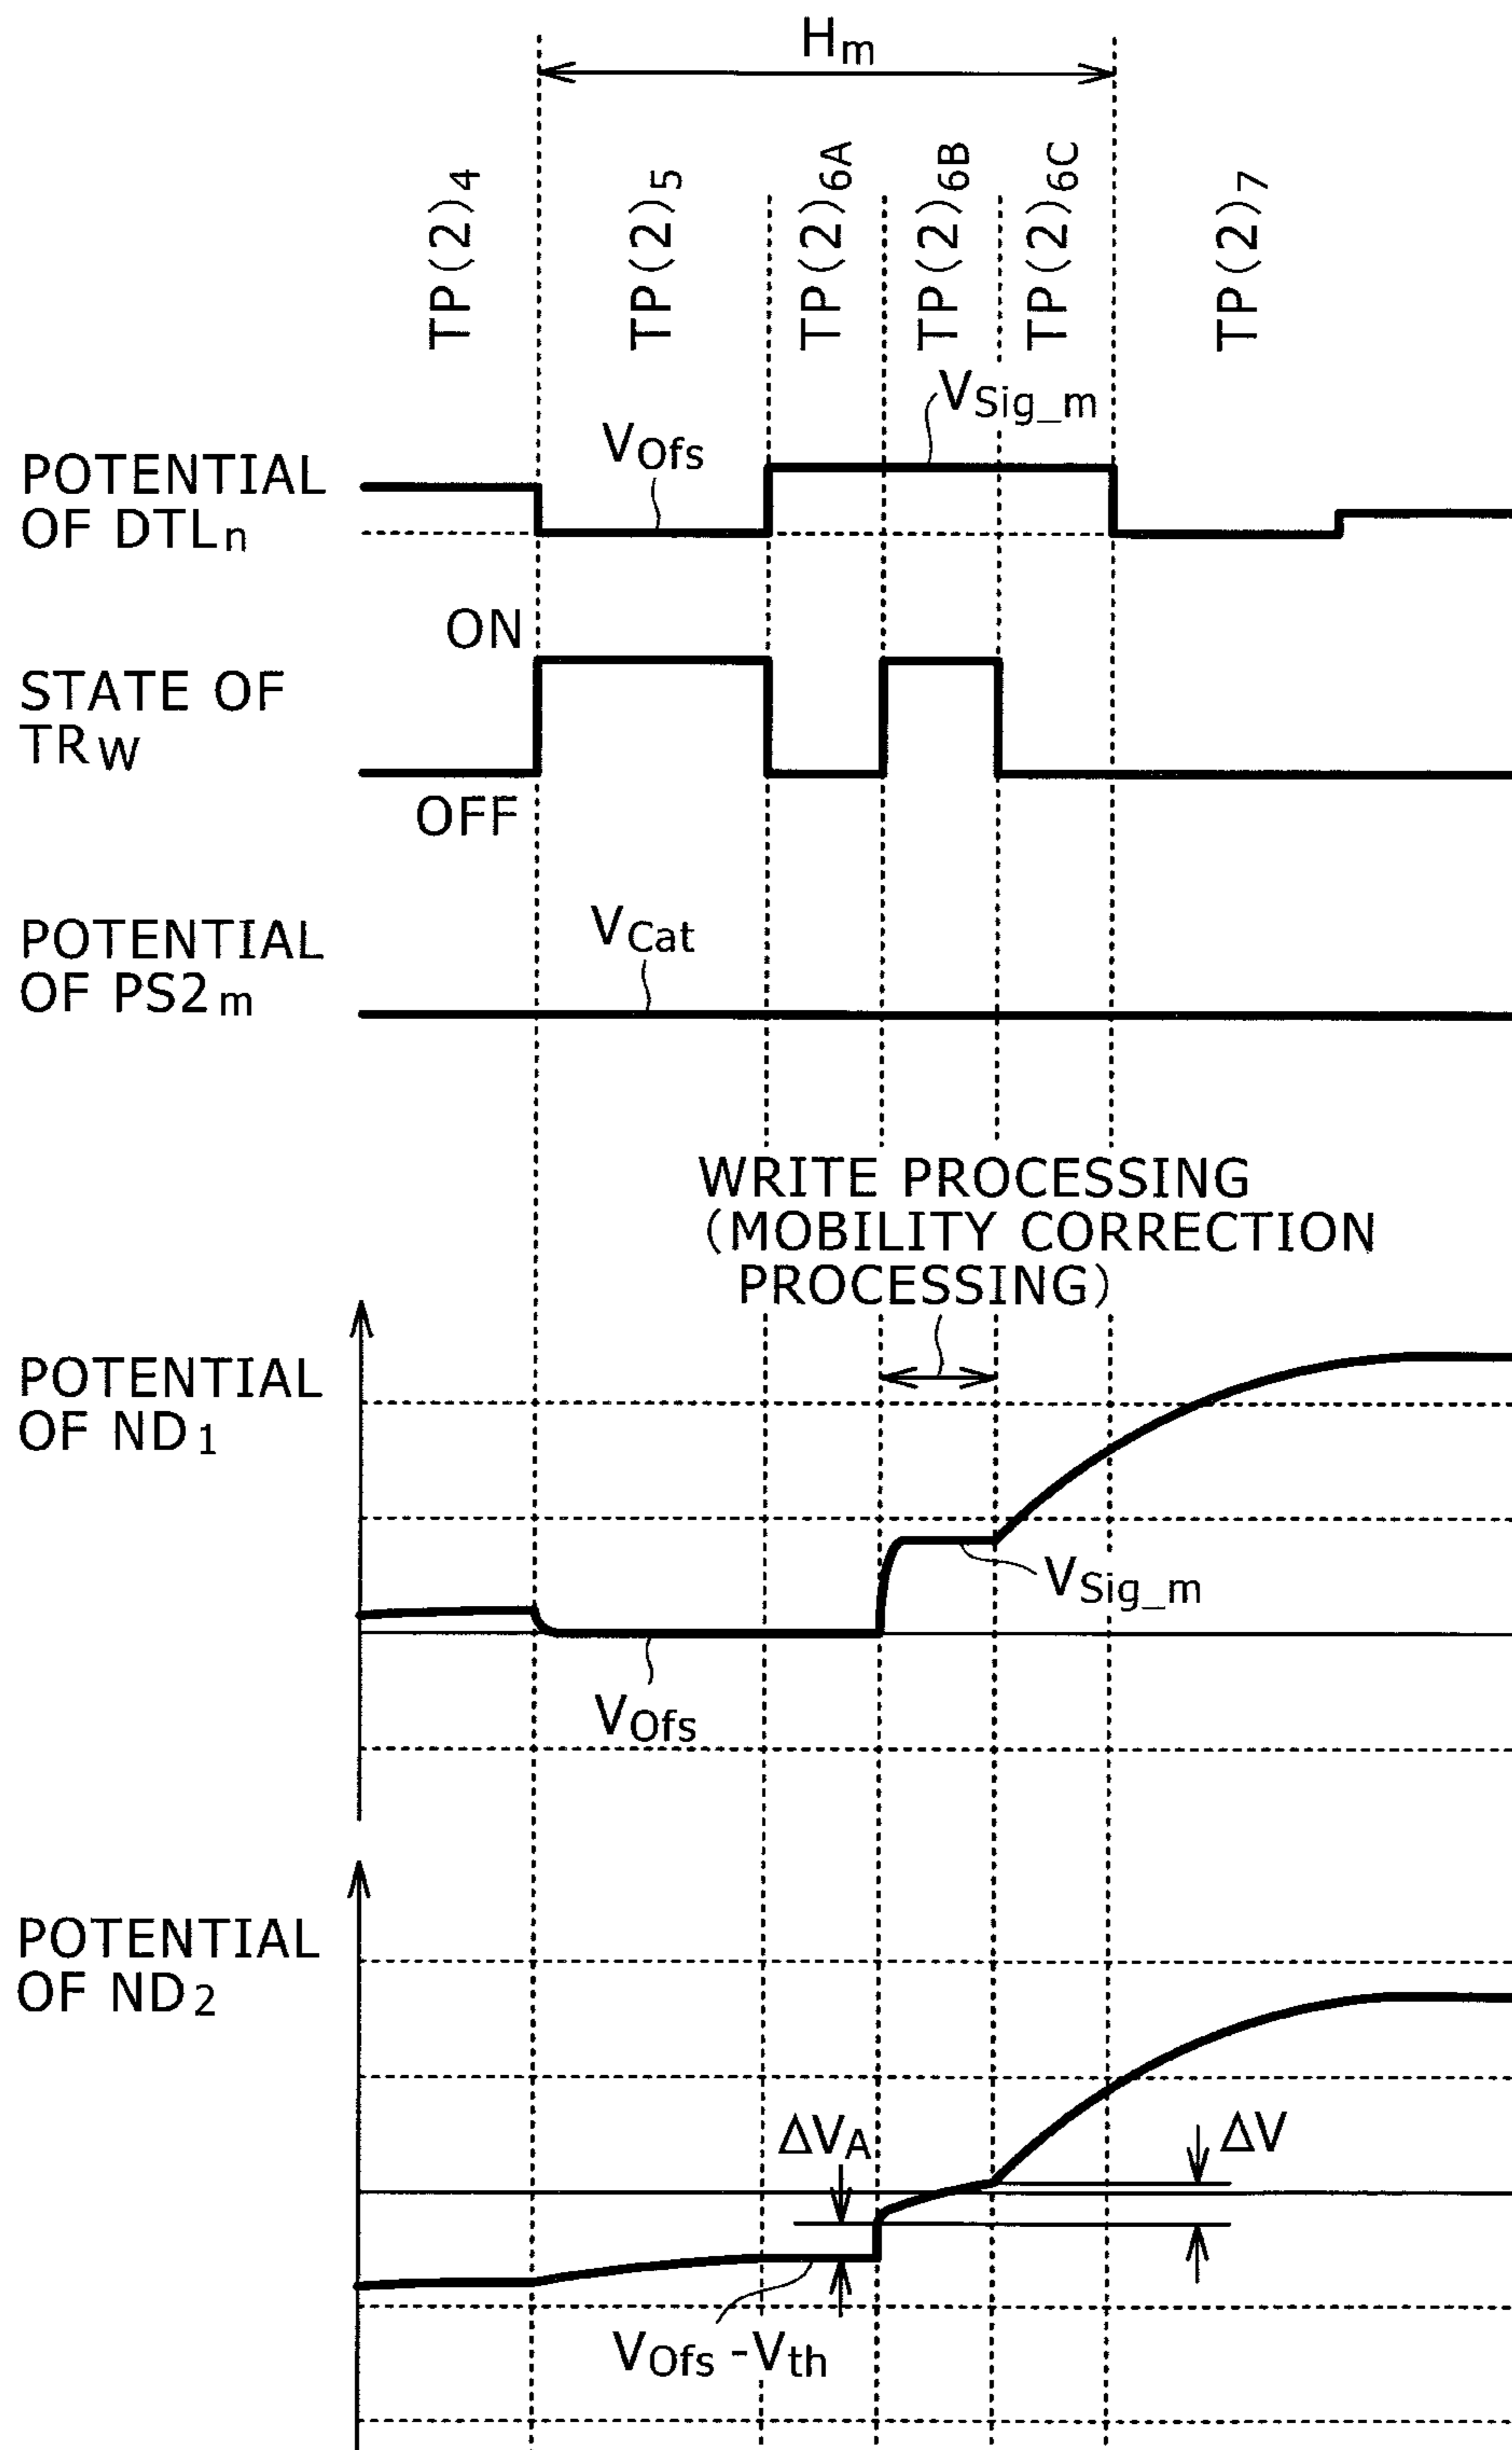 Hm
TP(2)4
TP(2)5
TP(2)6A
TP(2)6B
TP(2)6C
TP(2)7
VSig_m
VOfs
POTENTIAL
OF DTLn
ON
STATE OF
TRW
OFF
VCat
POTENTIAL
OF PS2m
WRITE PROCESSING
(MOBILITY CORRECTION
PROCESSING)
POTENTIAL
OF ND1
VSig_m
VOfs
POTENTIAL
OF ND2
ΔVA
ΔV
VOfs -Vth